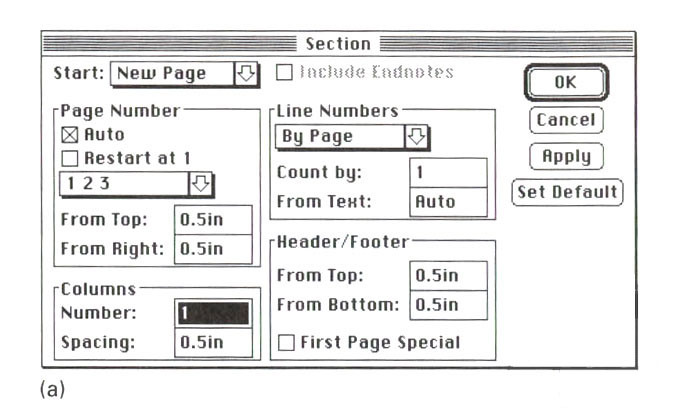 Section
Start: New Page
Include Endnotes
OK
Cancel
Apply
Set Default
Page Number
Auto
Restart at 1
1 2 3
From Top: 0.5in
From Right: 0.5in
Columns
Number: 1
Spacing: 0.5in
Line Numbers
By Page
Count by: 1
From Text: Auto
Header/Footer
From Top: 0.5in
From Bottom: 0.5in
First Page Special
(a)